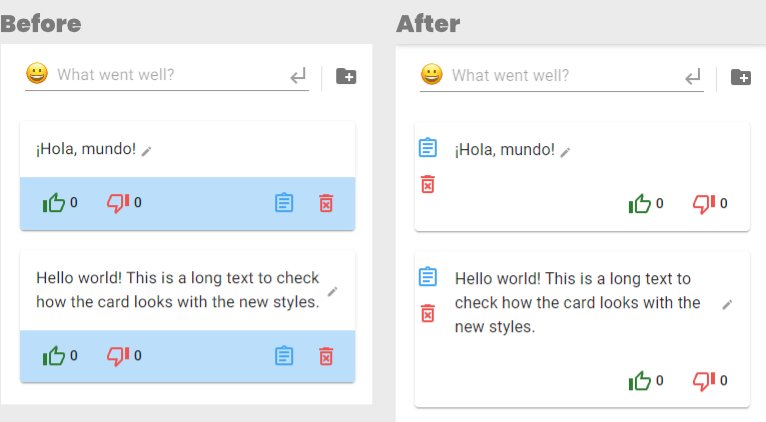 Before
What went well?
¡Hola, mundo!
0 0
Hello world! This is a long text to check
how the card looks with the new styles.
0 0
After
What went well?
¡Hola, mundo!
0 0
Hello world! This is a long text to
check how the card looks with the
new styles.
0 0